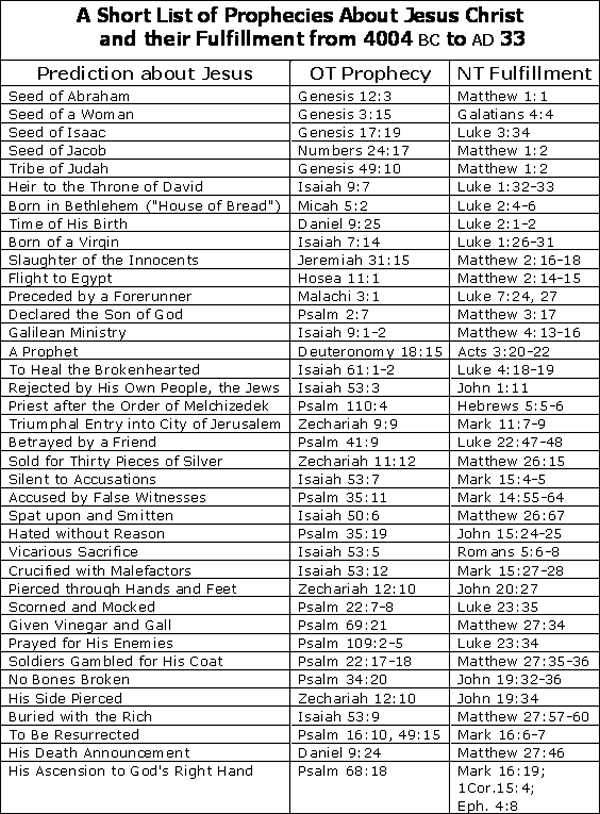 A Short List of Prophecies About Jesus Christ
and their Fulfillment from 4004 BC to AD 33
Prediction about Jesus OT Prophecy NT Fulfillment
Seed of Abraham Genesis 12:3 Matthew 1:1
Seed of a Woman Genesis 3:15 Galatians 4:4
Seed of Isaac Genesis 17:19 Luke 3:34
Seed of Jacob Numbers 24:17 Matthew 1:2
Tribe of Judah Genesis 49:10 Matthew 1:2
Heir to the Throne of David Isaiah 9:7 Luke 1:32-33
Born in Bethlehem ("House of Bread") Micah 5:2 Luke 2:4-6
Time of His Birth Daniel 9:25 Luke 2:1-2
Born of a Virgin Isaiah 7:14 Luke 1:26-31
Slaughter of the Innocents Jeremiah 31:15 Matthew 2:16-18
Flight to Egypt Hosea 11:1 Matthew 2:14-15
Preceded by a Forerunner Malachi 3:1 Luke 7:24, 27
Declared the Son of God Psalm 2:7 Matthew 3:17
Galilean Ministry Isaiah 9:1-2 Matthew 4:13-16
A Prophet Deuteronomy 18:15 Acts 3:20-22
To Heal the Brokenhearted Isaiah 61:1-2 Luke 4:18-19
Rejected by His Own People, the Jews Isaiah 53:3 John 1:11
Priest after the Order of Melchizedek Psalm 110:4 Hebrews 5:5-6
Triumphal Entry into City of Jerusalem Zechariah 9:9 Mark 11:7-9
Betrayed by a Friend Psalm 41:9 Luke 22:47-48
Sold for Thirty Pieces of Silver Zechariah 11:12 Matthew 26:15
Silent to Accusations Isaiah 53:7 Mark 15:4-5
Accused by False Witnesses Psalm 35:11 Mark 14:55-64
Spat upon and Smitten Isaiah 50:6 Matthew 26:67
Hated without Reason Psalm 35:19 John 15:24-25
Vicarious Sacrifice Isaiah 53:5 Romans 5:6-8
Crucified with Malefactors Isaiah 53:12 Mark 15:27-28
Pierced through Hands and Feet Zechariah 12:10 John 20:27
Scorned and Mocked Psalm 22:7-8 Luke 23:35
Given Vinegar and Gall Psalm 69:21 Matthew 27:34
Prayed for His Enemies Psalm 109:2-5 Luke 23:34
Soldiers Gambled for His Coat Psalm 22:17-18 Matthew 27:35-36
No Bones Broken Psalm 34:20 John 19:32-36
His Side Pierced Zechariah 12:10 John 19:34
Buried with the Rich Isaiah 53:9 Matthew 27:57-60
To Be Resurrected Psalm 16:10, 49:15 Mark 16:6-7
His Death Announcement Daniel 9:24 Matthew 27:46
His Ascension to God's Right Hand Psalm 68:18 Mark 16:19;
1Cor.15:4;
Eph. 4:8